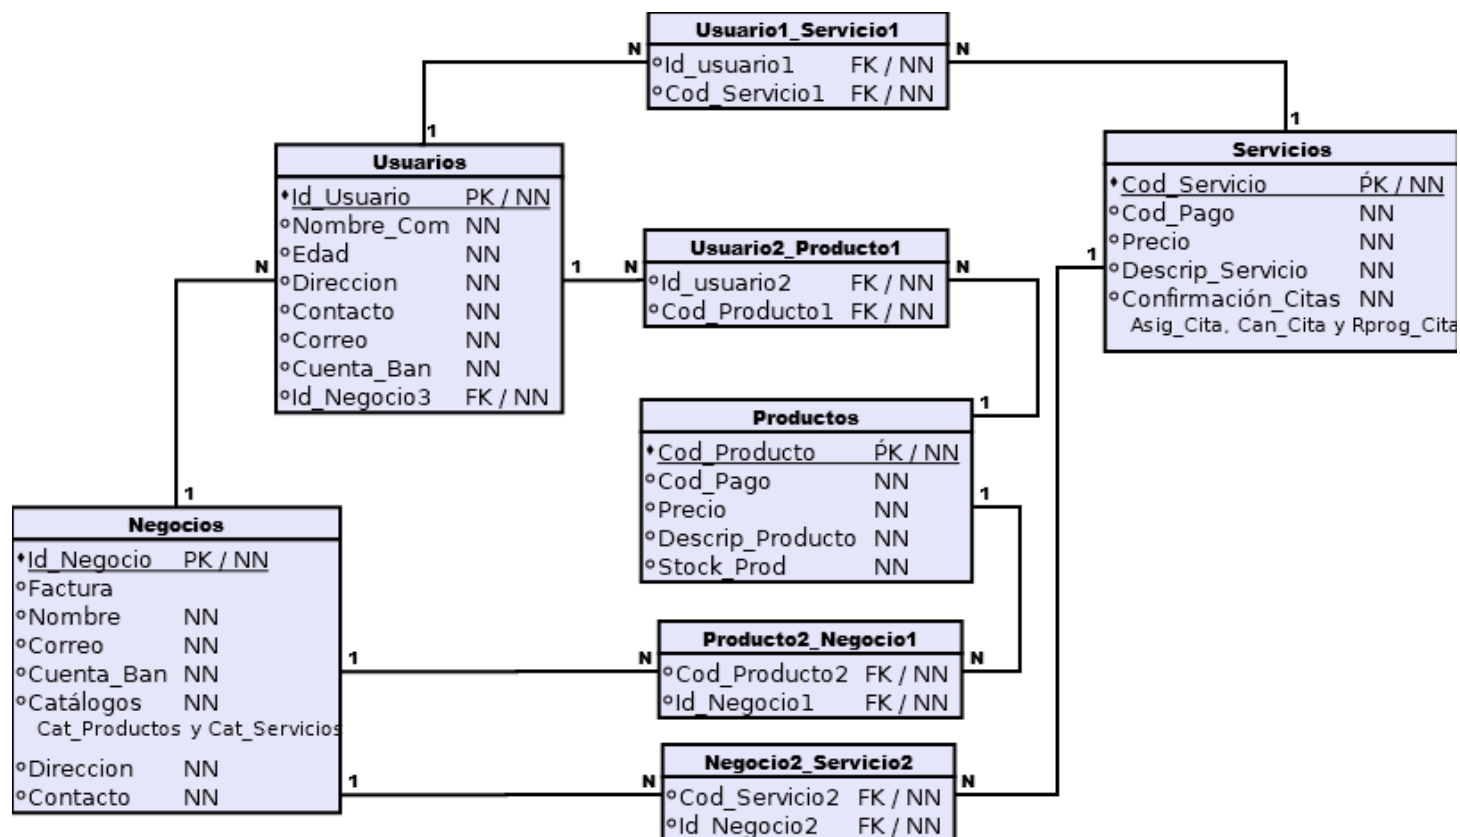 Usuario1_Servicio1
N
N
Id_usuario1 FK / NN
Cod_Servicio1 FK / NN
1
1
Usuarios
Id_Usuario PK / NN
Nombre_Com NN
Edad NN
Direccion NN
Contacto NN
Correo NN
Cuenta_Ban NN
Id_Negocio3 FK / NN
N
1
Servicios
Cod_Servicio ṔK / NN
Cod_Pago NN
Precio NN
Descrip_Servicio NN
Confirmación_Citas NN
Asig_Cita, Can_Cita y Rprog_Cita
1
Usuario2_Producto1
N
N
Id_usuario2 FK / NN
Cod_Producto1 FK / NN
Productos
1
Cod_Producto ṔK / NN
Cod_Pago NN
1
Precio NN
Descrip_Producto NN
Stock_Prod NN
1
Negocios
Id_Negocio PK / NN
Factura
Nombre NN
Correo NN
Cuenta_Ban NN
Catálogos NN
Cat_Productos y Cat_Servicios
Direccion NN
Contacto NN
1
1
Producto2_Negocio1
N
N
Cod_Producto2 FK / NN
Id_Negocio1 FK / NN
Negocio2_Servicio2
N
N
Cod_Servicio2 FK / NN
Id_Negocio2 FK / NN